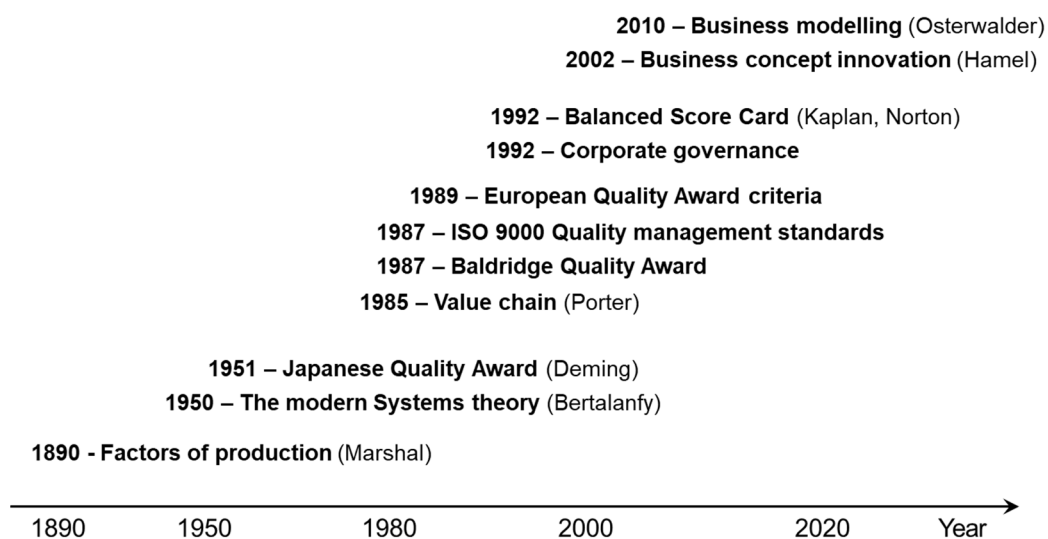 2010 – Business modelling (Osterwalder)
2002 – Business concept innovation (Hamel)
1992 – Balanced Score Card (Kaplan, Norton)
1992 – Corporate governance
1989 – European Quality Award criteria
1987 – ISO 9000 Quality management standards
1987 – Baldridge Quality Award
1985 – Value chain (Porter)
1951 – Japanese Quality Award (Deming)
1950 – The modern Systems theory (Bertalanfy)
1890 - Factors of production (Marshal)
1890 1950 1980 2000 2020 Year